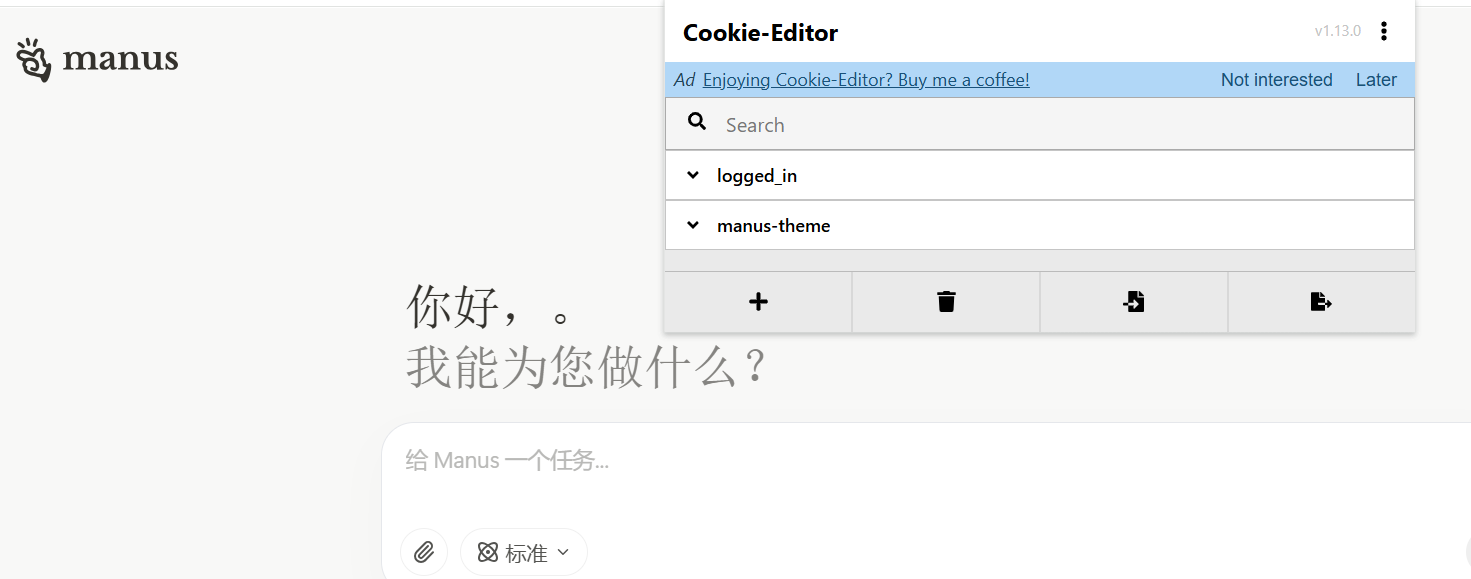 manus
Cookie-Editor
v1.13.0
Ad Enjoying Cookie-Editor? Buy me a coffee!
Not interested
Later
Search
logged_in
manus-theme
你好，。
我能为您做什么？
给 Manus 一个任务...
标准